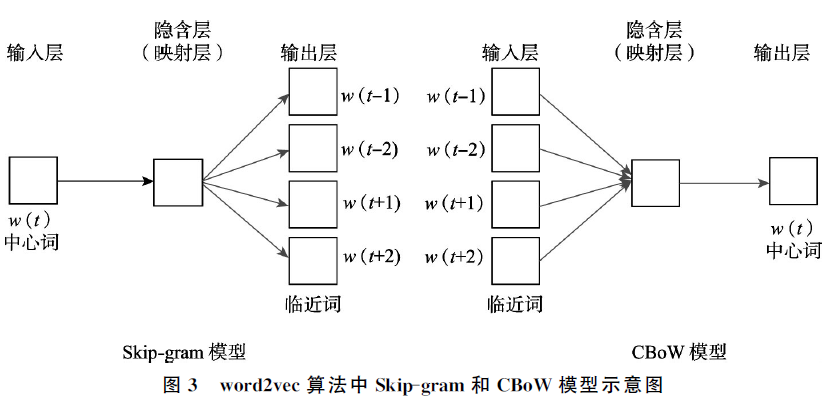 输入层
隐含层
（映射层）
输出层
w(t-1)
w(t-2)
w(t+1)
w(t+2)
w(t)
中心词
临近词
Skip-gram 模型
输入层
隐含层
（映射层）
输出层
w(t-1)
w(t-2)
w(t+1)
w(t+2)
临近词
w(t)
中心词
CBoW 模型
图 3 word2vec 算法中 Skip-gram 和 CBoW 模型示意图